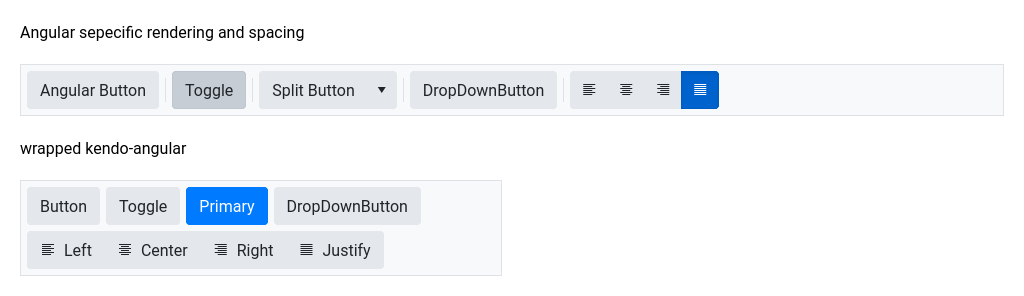 Angular sepecific rendering and spacing
Angular Button Toggle Split Button DropDownButton
wrapped kendo-angular
Button Toggle Primary DropDownButton
Left Center Right Justify